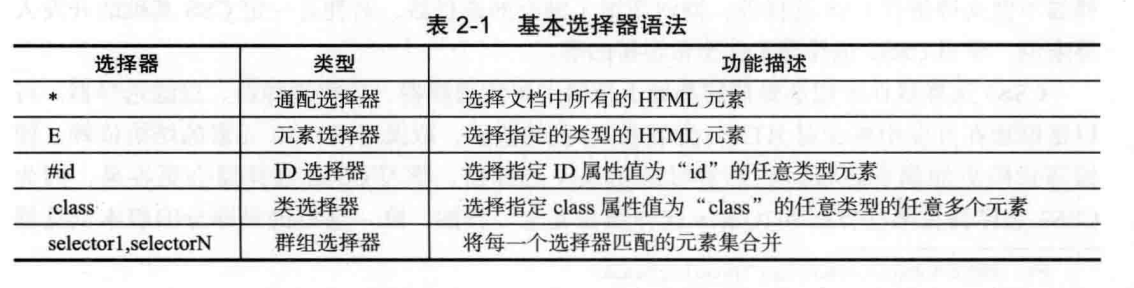 表 2-1 基本选择器语法
选择器 类型 功能描述
* 通配选择器 选择文档中所有的 HTML 元素
E 元素选择器 选择指定的类型的 HTML 元素
#id ID 选择器 选择指定 ID 属性值为“id”的任意类型元素
.class 类选择器 选择指定 class 属性值为“class”的任意类型的任意多个元素
selector1,selectorN 群组选择器 将每一个选择器匹配的元素集合并